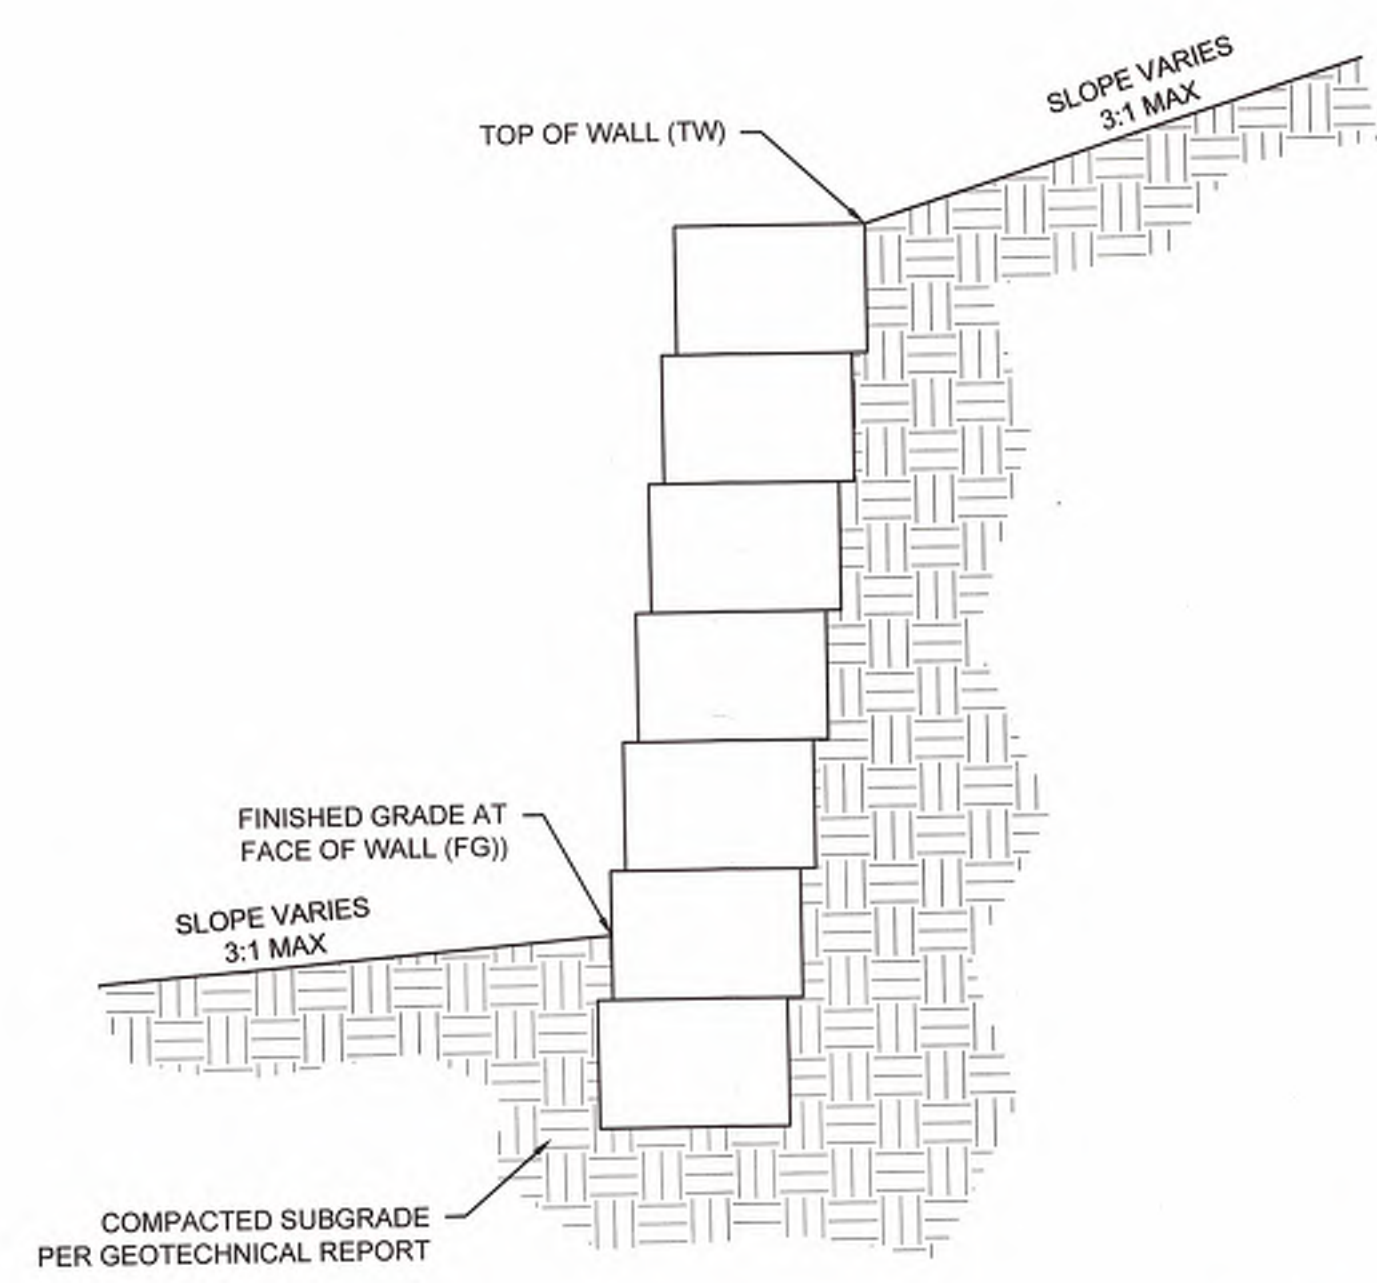 SLOPE VARIES
3:1 MAX
TOP OF WALL (TW)
FINISHED GRADE AT
FACE OF WALL (FG))
SLOPE VARIES
3:1 MAX
COMPACTED SUBGRADE
PER GEOTECHNICAL REPORT